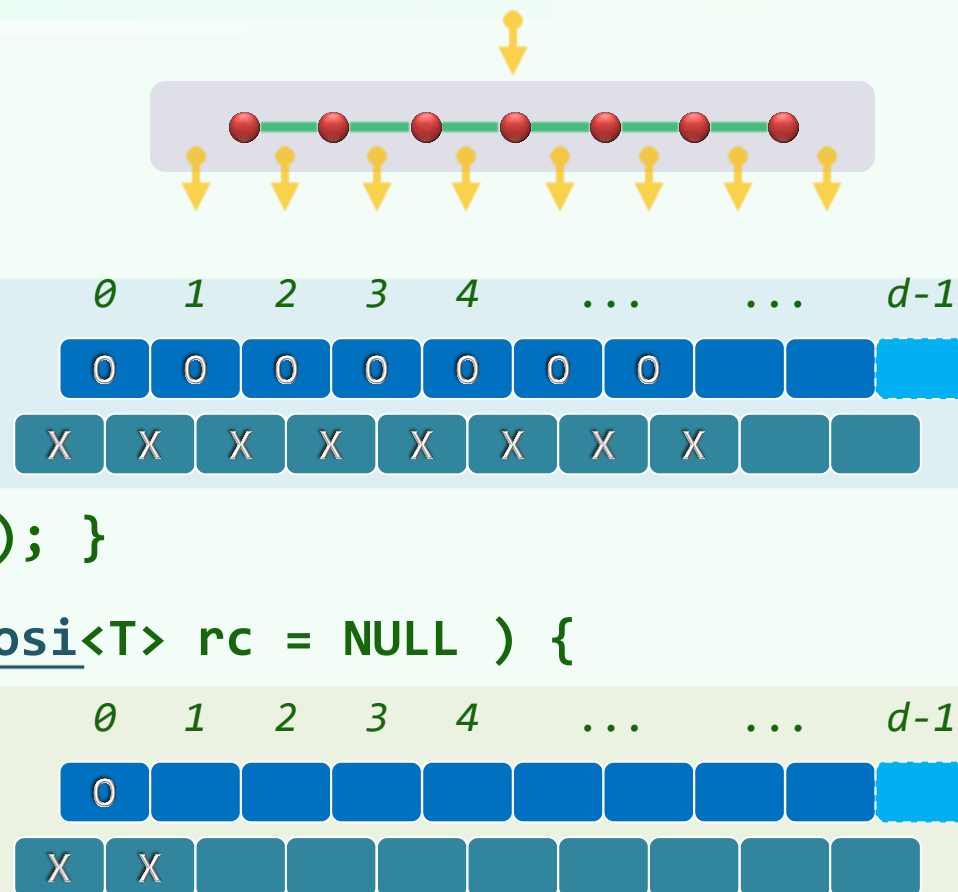 0 1 2 3 4 ... ... d-1
O O O O O O O
X X X X X X X X
); }
osi<T> rc = NULL ) {
0 1 2 3 4 ... ... d-1
O
X X